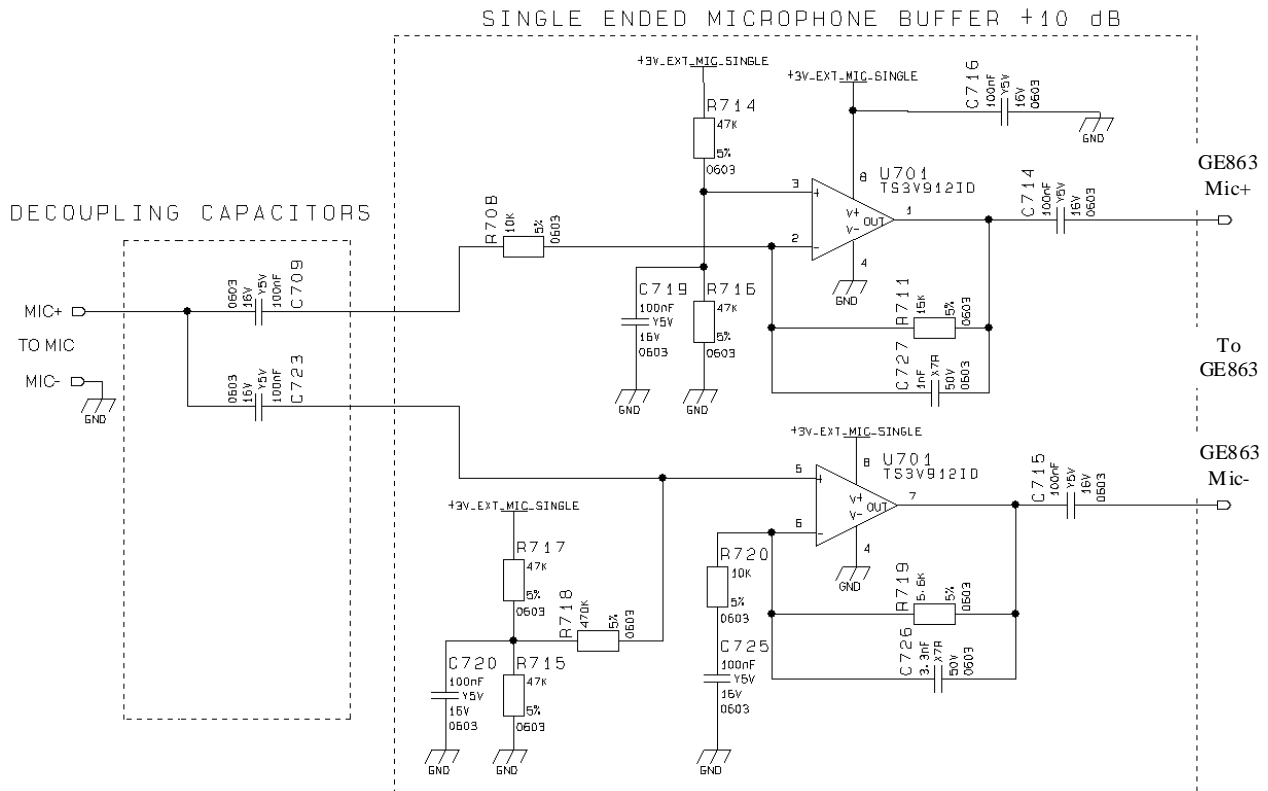 SINGLE ENDED MICROPHONE BUFFER +10 dB
+3V_EXT_MIC_SINGLE
+3V_EXT_MIC_SINGLE
C716
100nF
Y5V
16V
0603
GND
R714
47K
5%
0603
U701
TS3V912ID
8
3
+
V+
OUT
1
2
-
V-
4
GND
C714
100nF
Y5V
16V
0603
GE863
Mic+
DECOUPLING CAPACITORS
R708
10K
5%
0603
0603
16V
Y5V
100nF
C709
MIC+
TO MIC
MIC-
GND
0603
16V
Y5V
100nF
C723
C719
100nF
Y5V
16V
0603
GND
R716
47K
5%
0603
GND
R711
15K
5%
0603
C727
1nF
X7R
50V
0603
To
GE863
+3V_EXT_MIC_SINGLE
8
U701
TS3V912ID
5
+
V+
OUT
7
6
-
V-
4
GND
C715
100nF
Y5V
16V
0603
GE863
Mic-
+3V_EXT_MIC_SINGLE
R717
47K
5%
0603
R718
470K
5%
0603
C720
100nF
Y5V
16V
0603
GND
R715
47K
5%
0603
GND
R720
10K
5%
0603
C725
100nF
Y5V
16V
0603
GND
R719
5.6K
5%
0603
C726
3.3nF
X7R
50V
0603